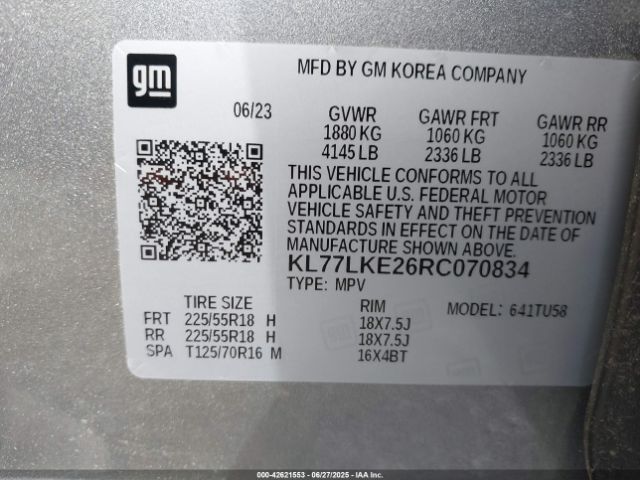 gm
MFD BY GM KOREA COMPANY
06/23
GVWR GAWR FRT GAWR RR
1880 KG 1060 KG 1060 KG
4145 LB 2336 LB 2336 LB
THIS VEHICLE CONFORMS TO ALL
APPLICABLE U.S. FEDERAL MOTOR
VEHICLE SAFETY AND THEFT PREVENTION
STANDARDS IN EFFECT ON THE DATE OF
MANUFACTURE SHOWN ABOVE.
KL77LKE26RC070834
TYPE: MPV
TIRE SIZE RIM MODEL: 641TU58
FRT 225/55R18 H 18X7.5J
RR 225/55R18 H 18X7.5J
SPA T125/70R16 M 16X4BT
000-42621553 - 06/27/2025 - IAA Inc.